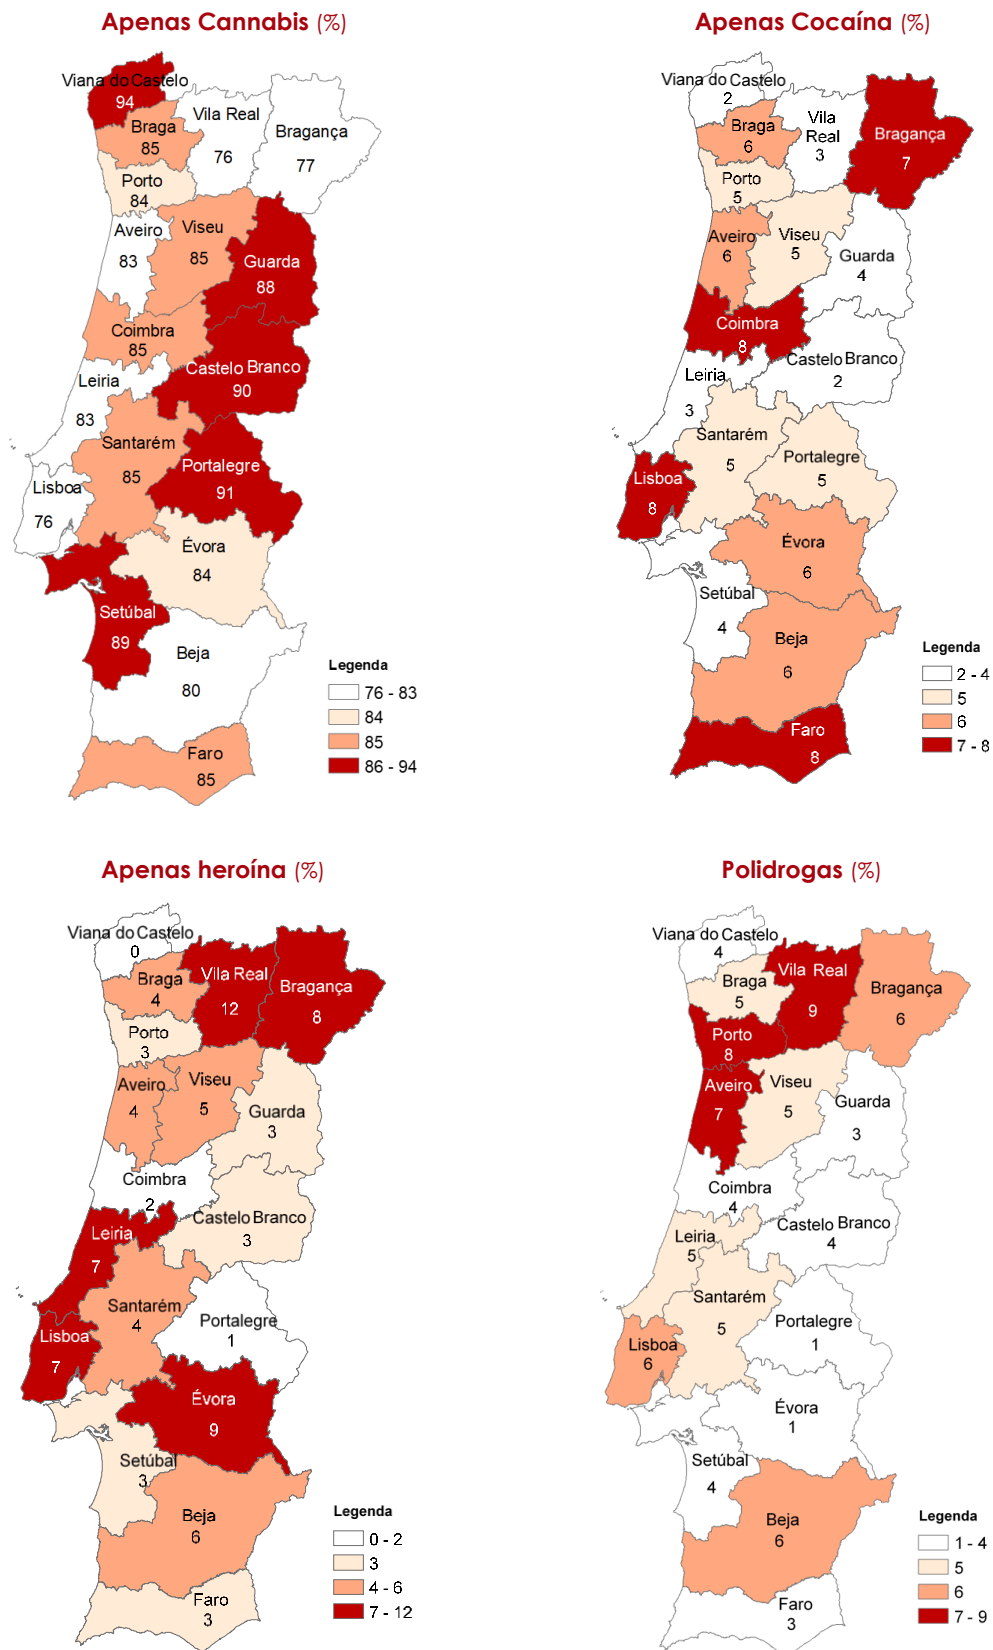 Apenas Cannabis (%)
Viana do Castelo
94
Braga
85
Vila Real
76
Bragança
77
Porto
84
Aveiro
83
Viseu
85
Guarda
88
Coimbra
85
Castelo Branco
90
Leiria
83
Santarém
85
Portalegre
91
Lisboa
76
Évora
84
Setúbal
89
Beja
80
Faro
85
Legenda
76 - 83
84
85
86 - 94
Apenas Cocaína (%)
Viana do Castelo
2
Braga
6
Vila
Real
3
Bragança
7
Porto
5
Aveiro
6
Viseu
5
Guarda
4
Coimbra
8
Castelo Branco
2
Leiria
3
Santarém
5
Portalegre
5
Lisboa
8
Évora
6
Setúbal
4
Beja
6
Faro
8
Legenda
2 - 4
5
6
7 - 8
Apenas heroína (%)
Viana do Castelo
0
Braga
4
Vila Real
12
Bragança
8
Porto
3
Aveiro
4
Viseu
5
Guarda
3
Coimbra
2
Castelo Branco
3
Leiria
7
Santarém
4
Portalegre
1
Lisboa
7
Évora
9
Setúbal
3
Beja
6
Faro
3
Legenda
0 - 2
3
4 - 6
7 - 12
Polidrogas (%)
Viana do Castelo
4
Braga
5
Vila Real
9
Bragança
6
Porto
8
Aveiro
7
Viseu
5
Guarda
3
Coimbra
4
Castelo Branco
4
Leiria
5
Santarém
5
Portalegre
1
Lisboa
6
Évora
1
Setúbal
4
Beja
6
Faro
3
Legenda
1 - 4
5
6
7 - 9